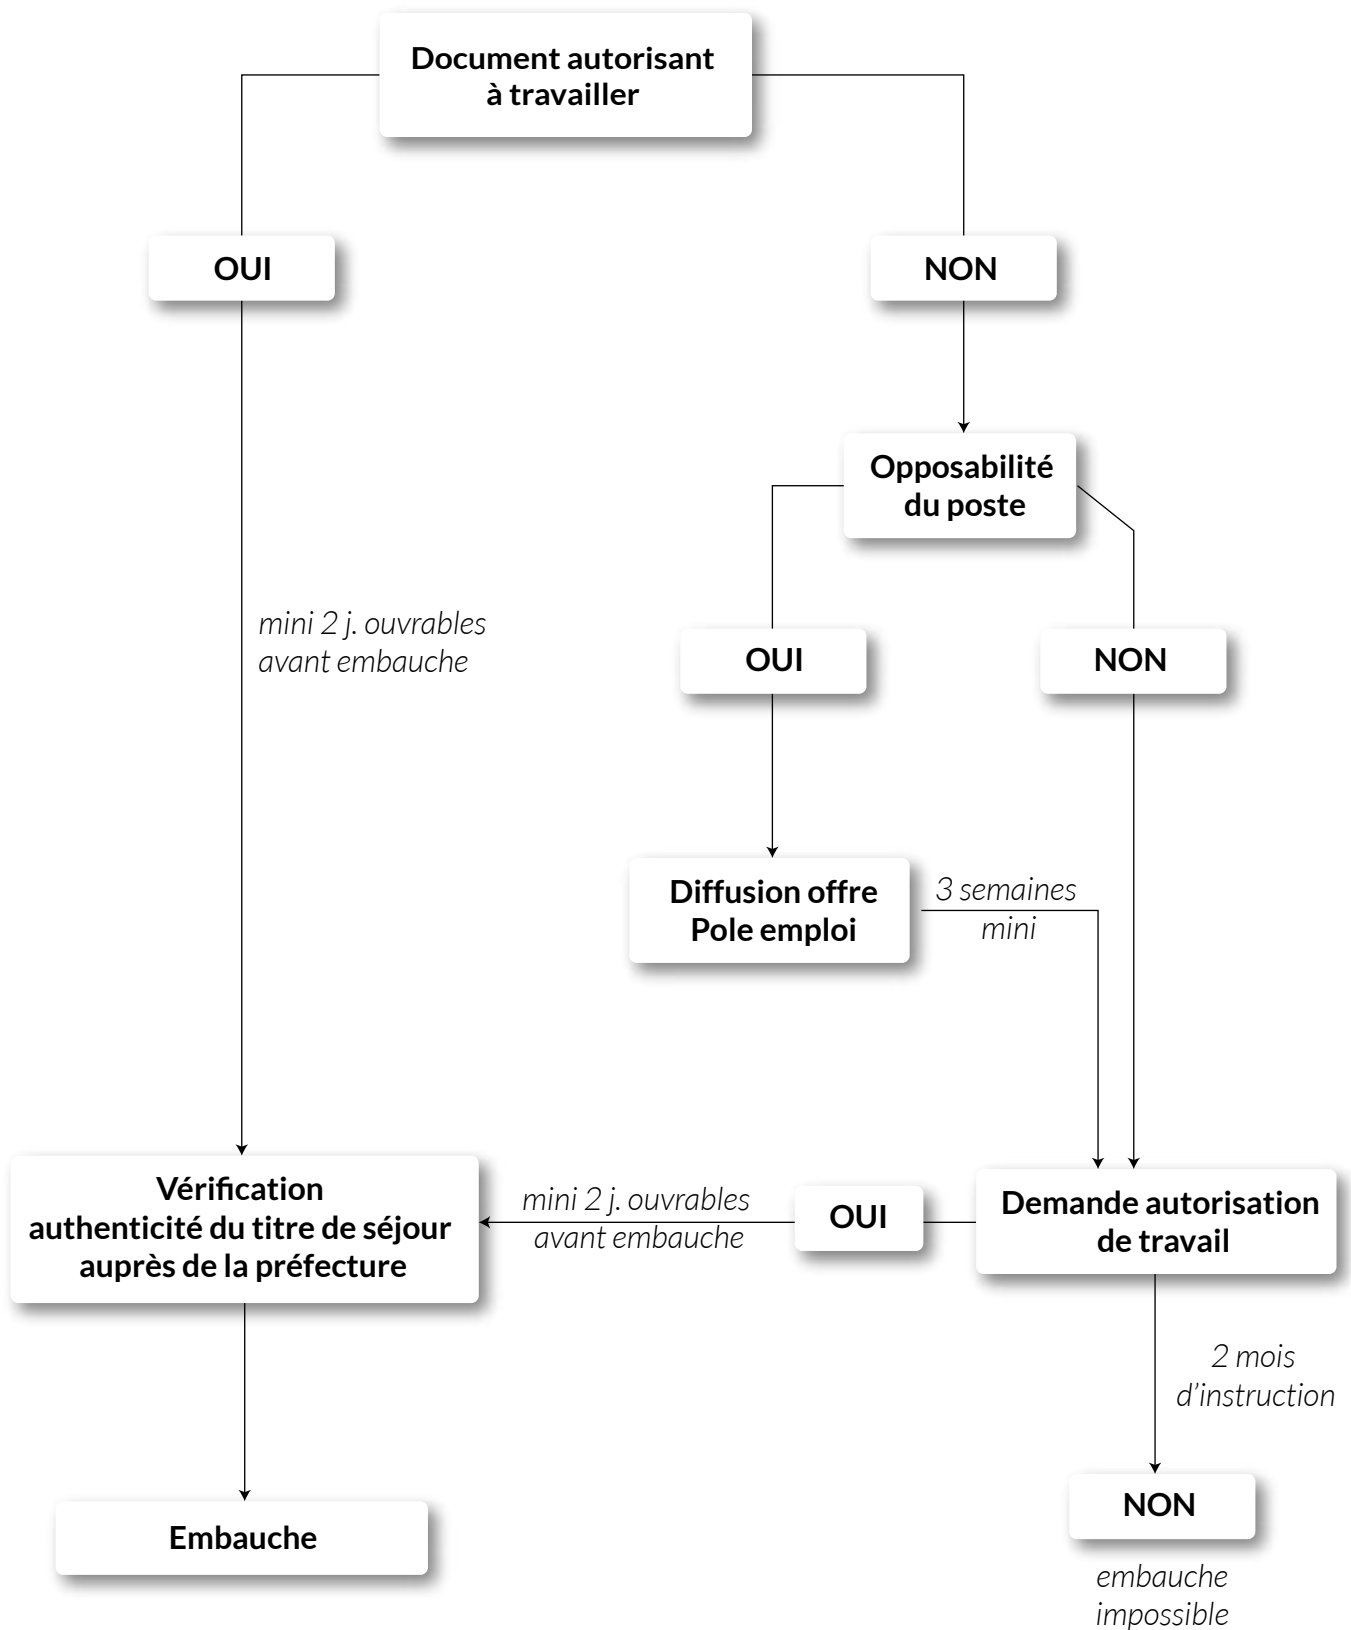 Document autorisant
à travailler
OUI
NON
Opposabilité
du poste
mini 2 j. ouvrables
avant embauche
OUI
NON
Diffusion offre
Pole emploi
3 semaines
mini
Vérification
authenticité du titre de séjour
auprès de la préfecture
mini 2 j. ouvrables
avant embauche
OUI
Demande autorisation
de travail
2 mois
d'instruction
Embauche
NON
embauche
impossible